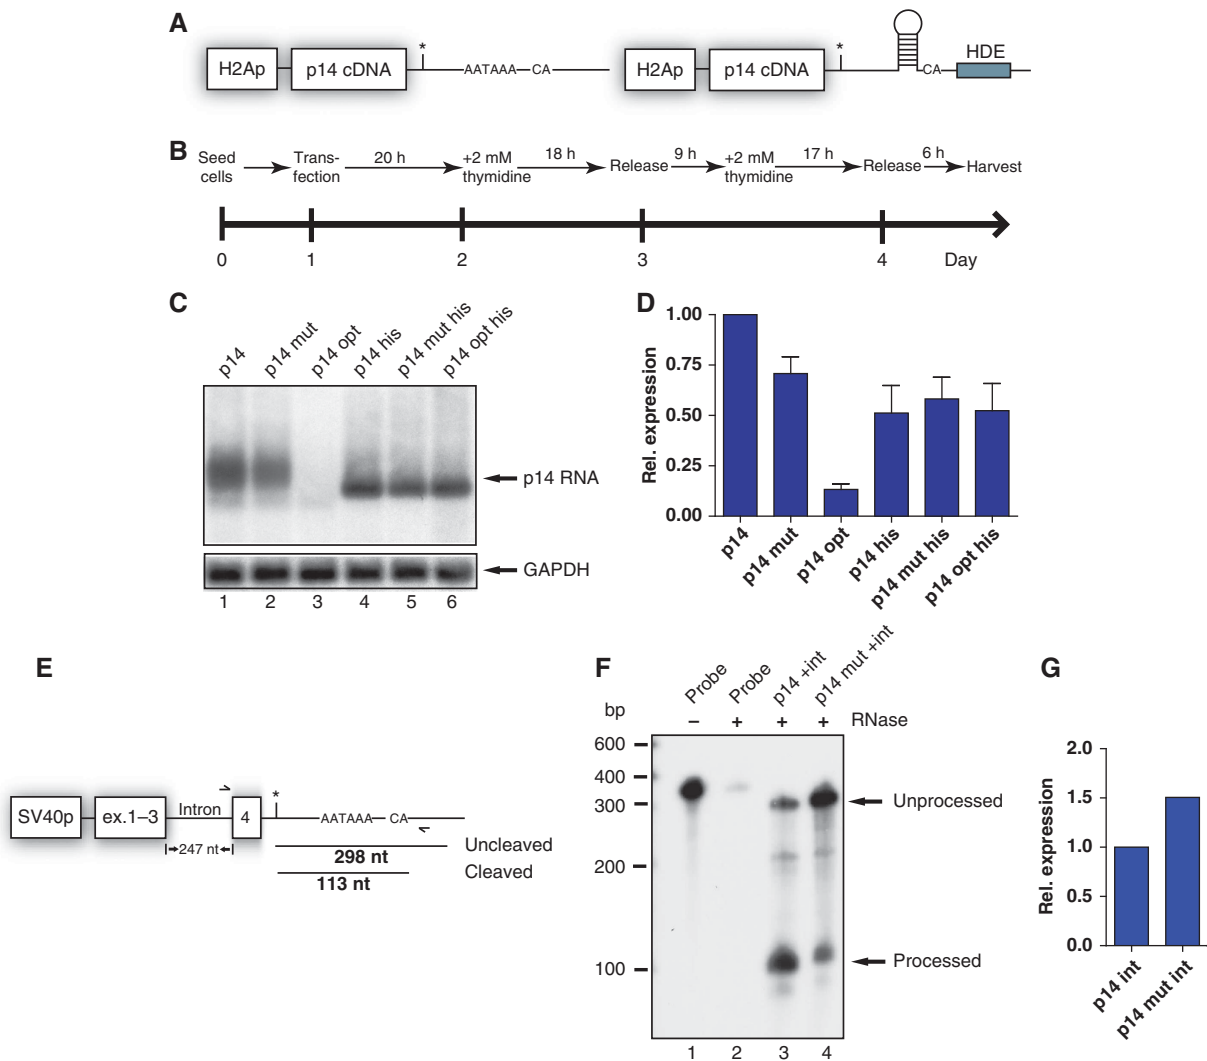 A
H2Ap
p14 cDNA
*
AATAAA
CA
H2Ap
p14 cDNA
*
CA
HDE
B
Seed cells
Trans-
fection
20 h
+2 mM
thymidine
18 h
Release
9 h
+2 mM
thymidine
17 h
Release
6 h
Harvest
0 1 2 3 4 Day
C
p14
p14 mut
p14 opt
p14 his
p14 mut his
p14 opt his
p14 RNA
GAPDH
1 2 3 4 5 6
D
Rel. expression
1.00
0.75
0.50
0.25
0.00
p14
p14 mut
p14 opt
p14 his
p14 mut his
p14 opt his
E
SV40p
ex.1–3
Intron
247 nt
4
*
AATAAA
CA
298 nt
Uncleaved
113 nt
Cleaved
F
Probe
Probe
p14 +int
p14 mut +int
bp
– + + + RNase
600
400
300
200
100
Unprocessed
Processed
1 2 3 4
G
Rel. expression
2.0
1.5
1.0
0.5
0.0
p14 int
p14 mut int